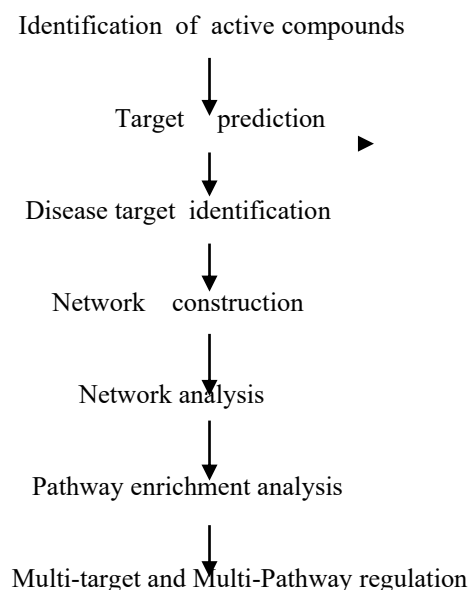 Identification of active compounds
Target prediction
Disease target identification
Network construction
Network analysis
Pathway enrichment analysis
Multi-target and Multi-Pathway regulation